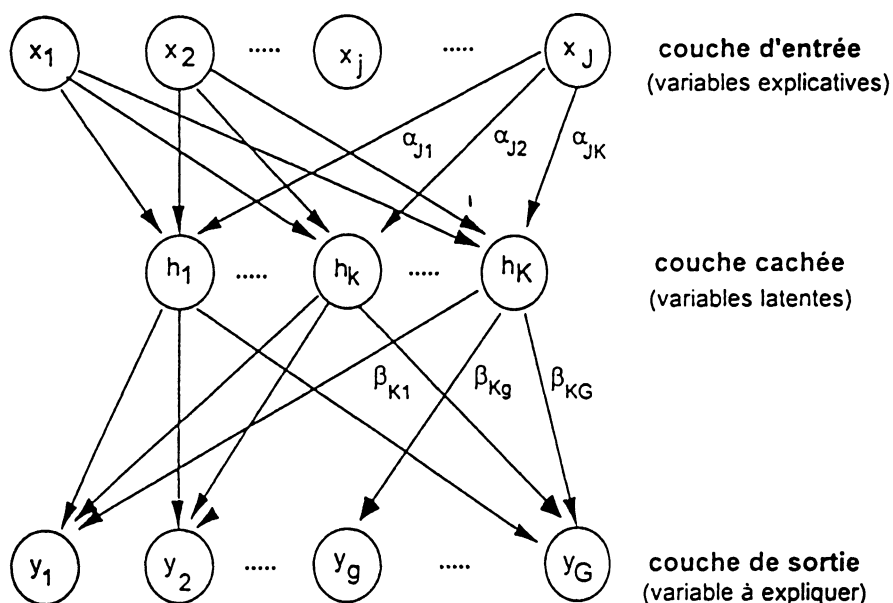 x1 x2 ..... xj ..... xJ couche d'entrée
(variables explicatives)
αJ1 αJ2 αJK
h1 ..... hk ..... hK couche cachée
(variables latentes)
βK1 βKg βKG
y1 y2 ..... yg ..... yG couche de sortie
(variable à expliquer)